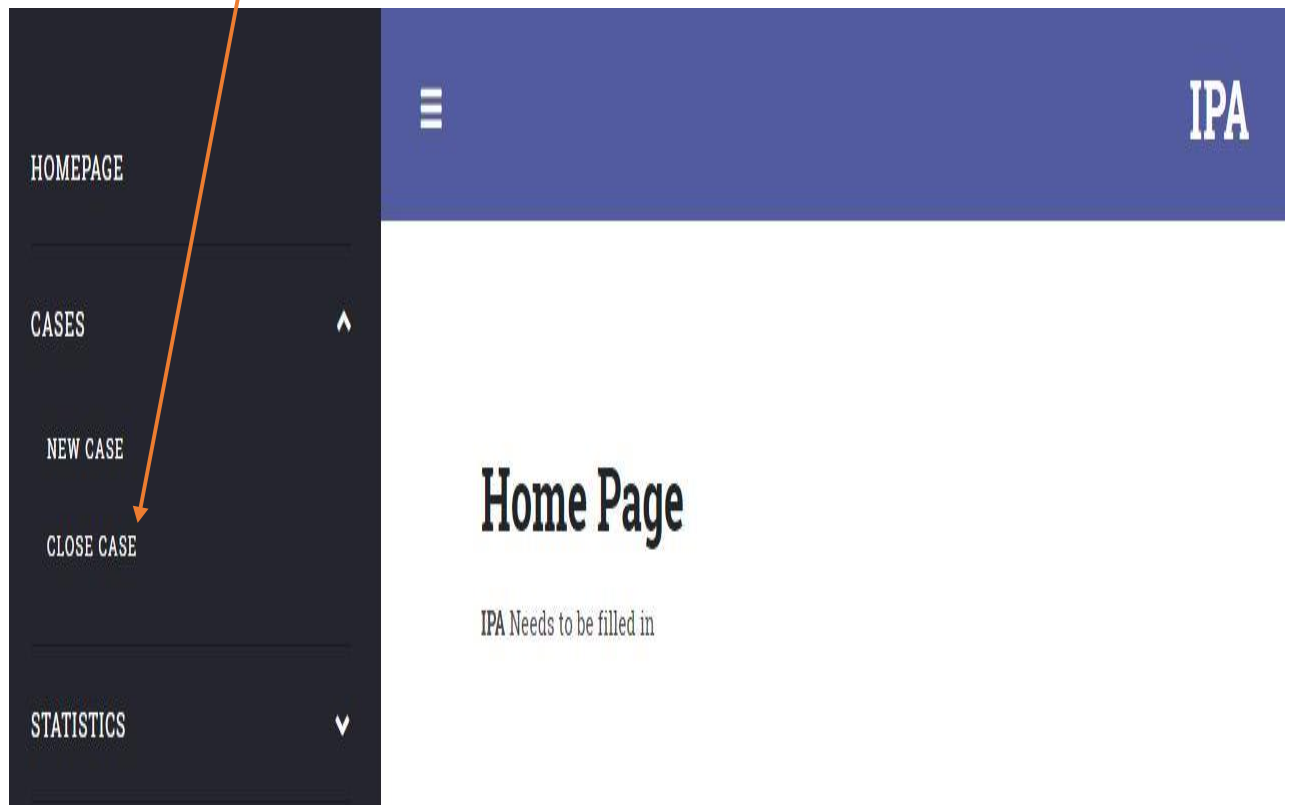 HOMEPAGE
CASES
NEW CASE
CLOSE CASE
STATISTICS
IPA
Home Page
IPA Needs to be filled in